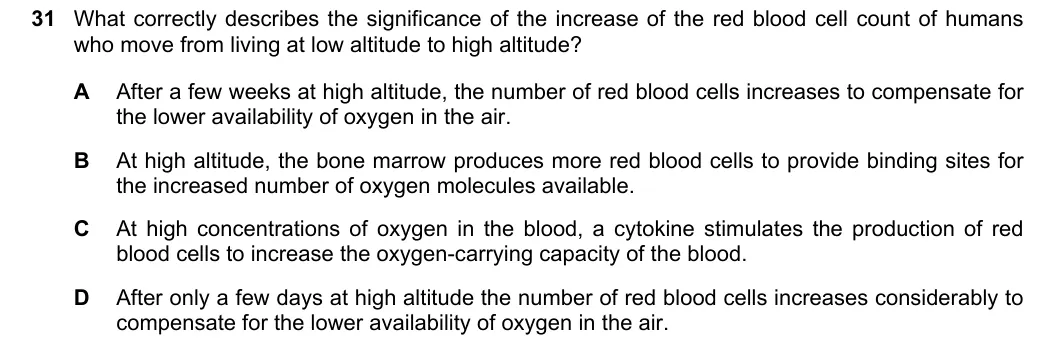 31 What correctly describes the significance of the increase of the red blood cell count of humans
who move from living at low altitude to high altitude?
A After a few weeks at high altitude, the number of red blood cells increases to compensate for
the lower availability of oxygen in the air.
B At high altitude, the bone marrow produces more red blood cells to provide binding sites for
the increased number of oxygen molecules available.
C At high concentrations of oxygen in the blood, a cytokine stimulates the production of red
blood cells to increase the oxygen-carrying capacity of the blood.
D After only a few days at high altitude the number of red blood cells increases considerably to
compensate for the lower availability of oxygen in the air.